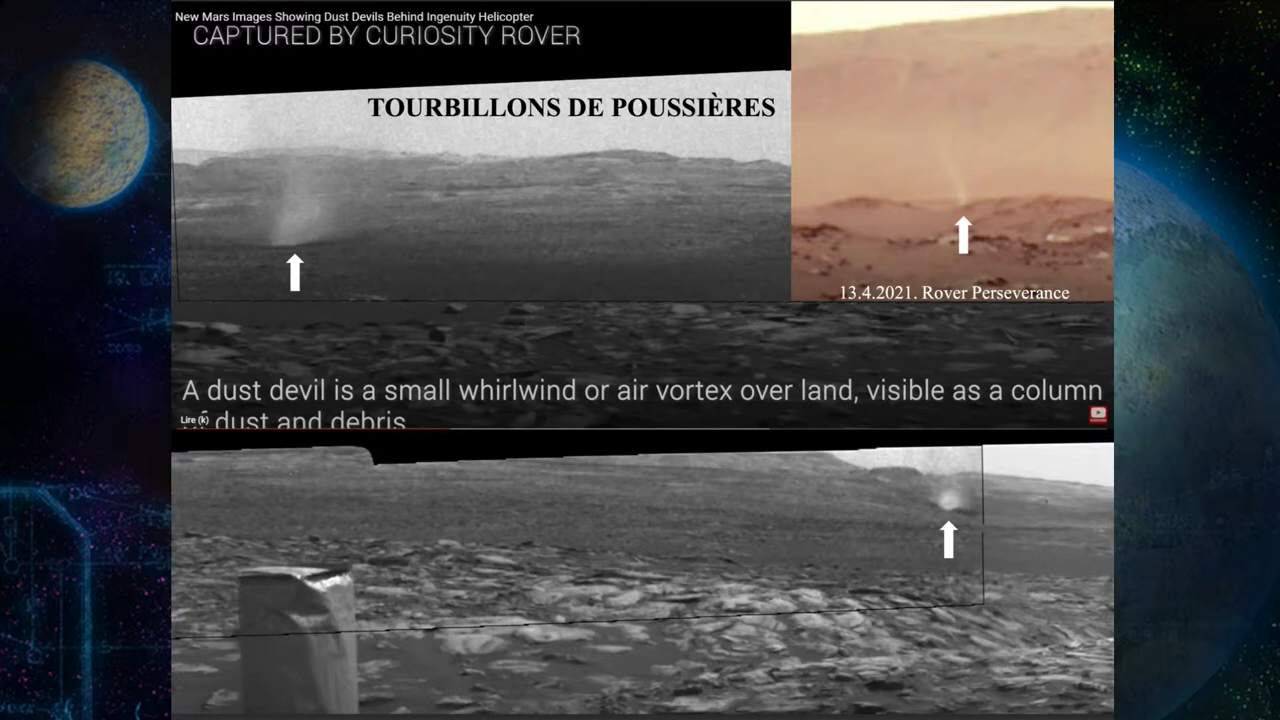 New Mars Images Showing Dust Devils Behind Ingenuity Helicopter
CAPTURED BY CURIOSITY ROVER
TOURBILLONS DE POUSSIÈRES
13.4.2021. Rover Perseverance
A dust devil is a small whirlwind or air vortex over land, visible as a column
Lire (k)
dust and debris